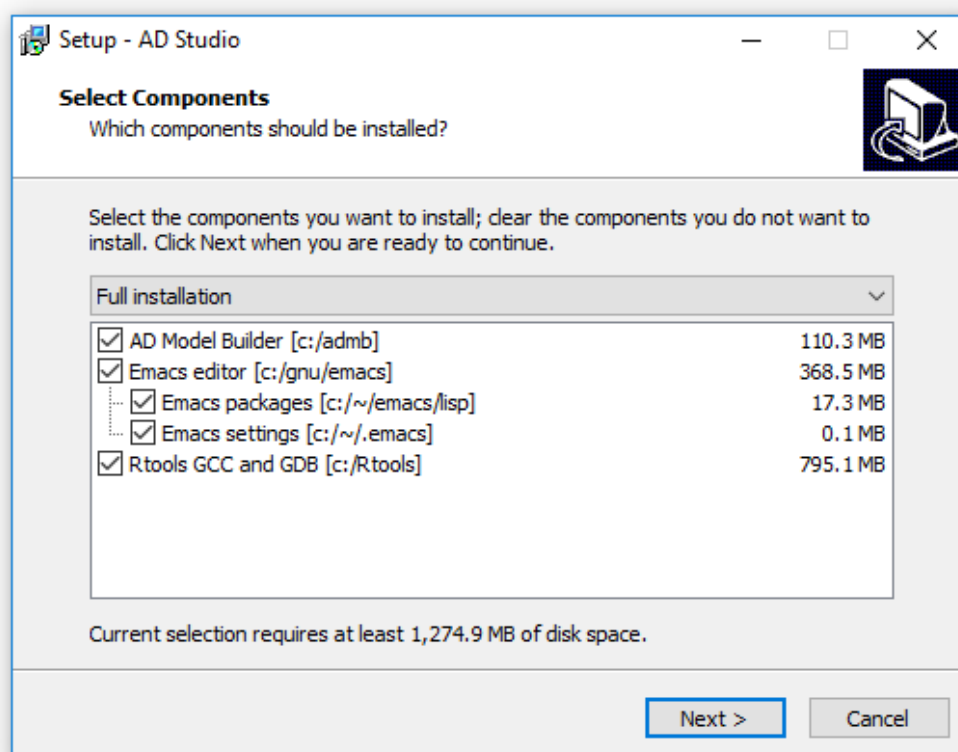 Setup - AD Studio
Select Components
Which components should be installed?
Select the components you want to install; clear the components you do not want to
install. Click Next when you are ready to continue.
Full installation
AD Model Builder [c:/admb] 110.3 MB
Emacs editor [c:/gnu/emacs] 368.5 MB
Emacs packages [c:/~/emacs/lisp] 17.3 MB
Emacs settings [c:/~/.emacs] 0.1 MB
Rtools GCC and GDB [c:/Rtools] 795.1 MB
Current selection requires at least 1,274.9 MB of disk space.
Next > Cancel